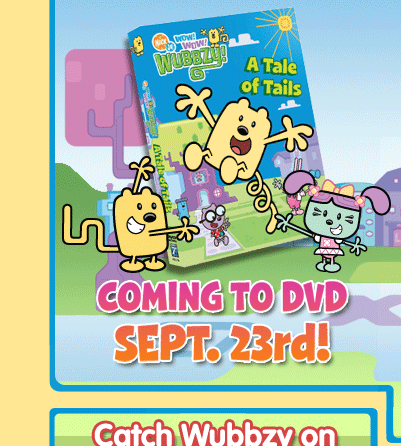 WOW!
WOW!
WUBBZY!
A Tale
of Tails
COMING TO DVD
SEPT. 23rd!
Catch Wubbzy on